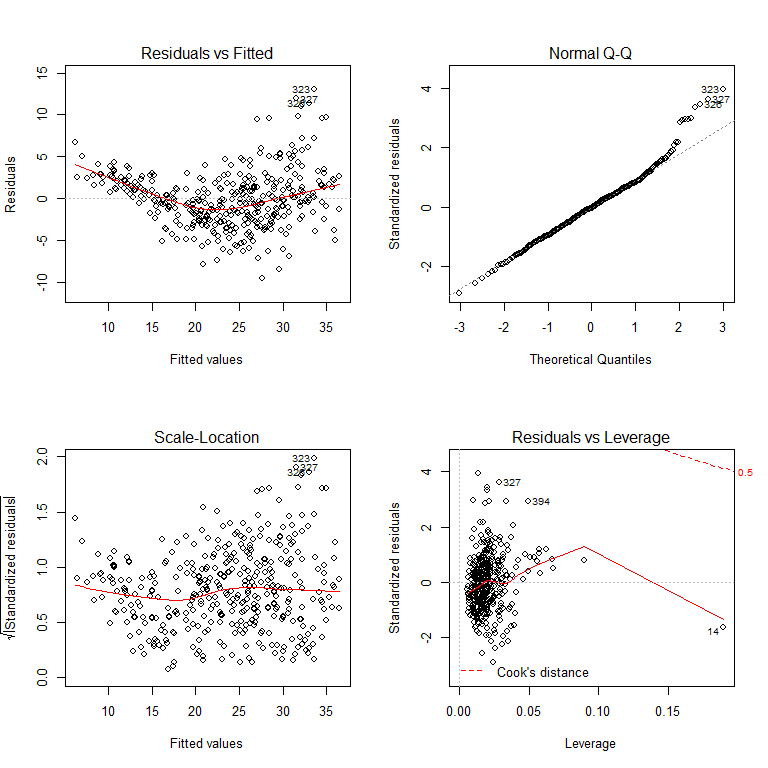 Residuals vs Fitted
Residuals
15
10
5
0
-5
-10
323
327
326
10 15 20 25 30 35
Fitted values
Normal Q-Q
Standardized residuals
4
2
0
-2
323
327
326
-3 -2 -1 0 1 2 3
Theoretical Quantiles
Scale-Location
√|Standardized residuals|
2.0
1.5
1.0
0.5
0.0
323
327
326
10 15 20 25 30 35
Fitted values
Residuals vs Leverage
Standardized residuals
4
2
0
-2
327
394
14
0.5
Cook's distance
0.00 0.05 0.10 0.15
Leverage